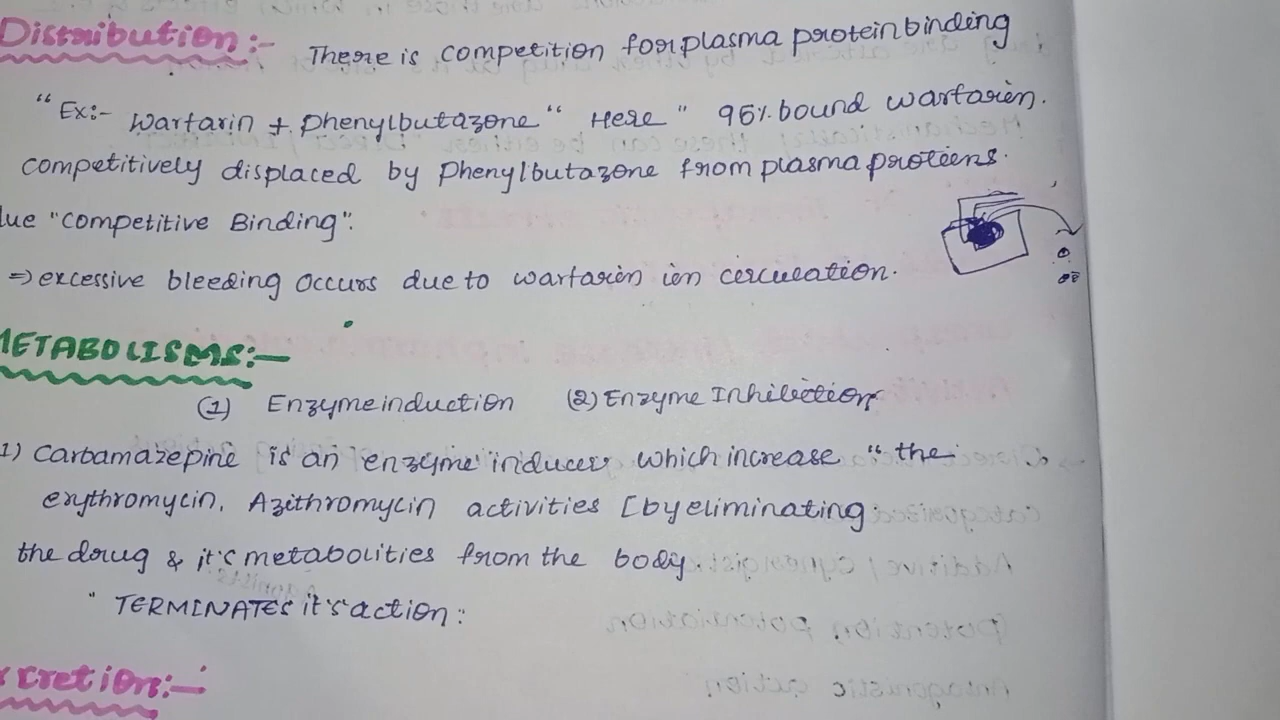 Distribution:- There is competition for plasma protein binding
"Ex:- Warfarin + Phenylbutazone" Here " 96% bound warfarin.
competitively displaced by Phenylbutazone from plasma proteins.
lue "Competitive Binding".
⇒ excessive bleeding occurs due to warfarin in circulation.
METABOLISMS:-
(1) Enzyme induction (2) Enzyme Inhibition
1) Carbamazepine is an enzyme inducer which increase "the
erythromycin, Azithromycin activities [by eliminating
the drug & it's metabolities from the body
" TERMINATES it's action:
xcretion:-